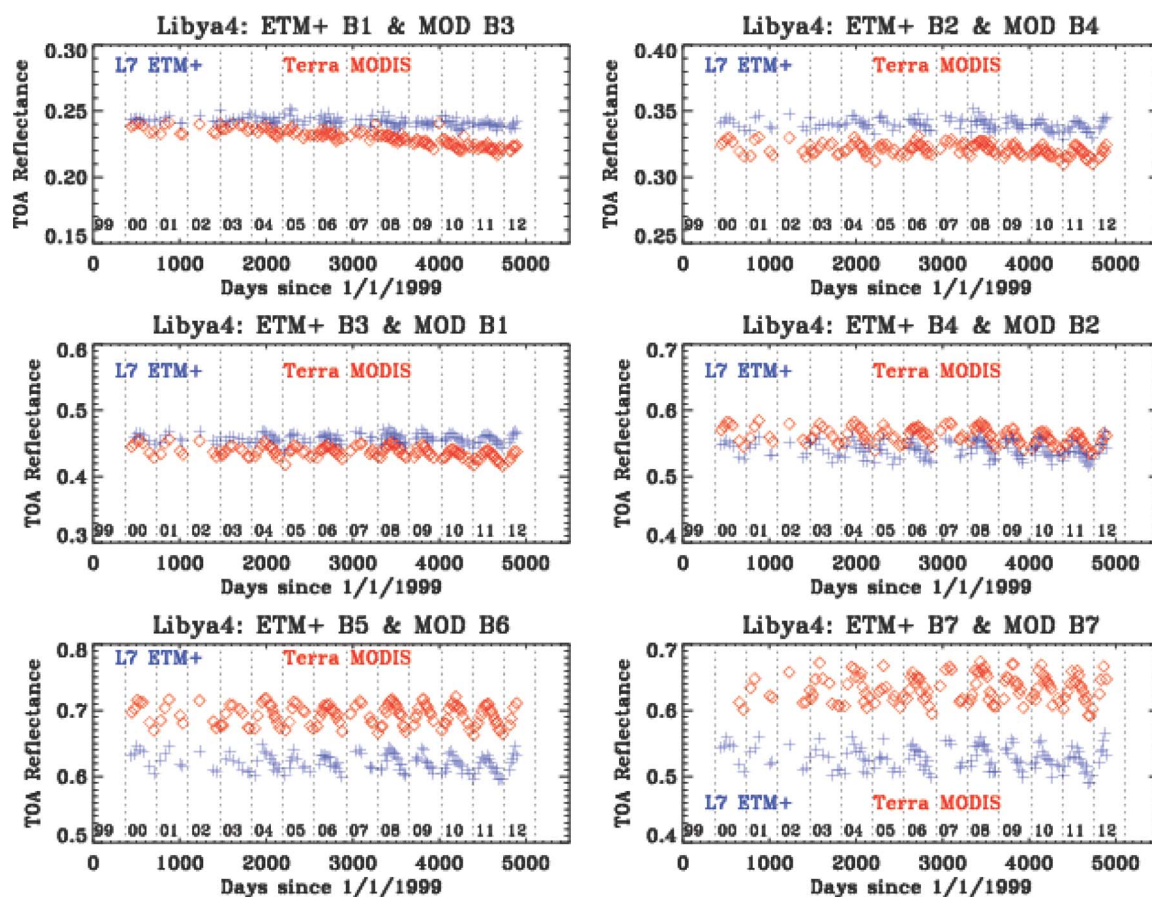 Libya4: ETM+ B1 & MOD B3
0.30
0.25
0.20
0.15
TOA Reflectance
L7 ETM+ Terra MODIS
99 00 01 02 03 04 05 06 07 08 09 10 11 12
0 1000 2000 3000 4000 5000
Days since 1/1/1999
Libya4: ETM+ B2 & MOD B4
0.40
0.35
0.30
0.25
TOA Reflectance
L7 ETM+ Terra MODIS
99 00 01 02 03 04 05 06 07 08 09 10 11 12
0 1000 2000 3000 4000 5000
Days since 1/1/1999
Libya4: ETM+ B3 & MOD B1
0.6
0.5
0.4
0.3
TOA Reflectance
L7 ETM+ Terra MODIS
99 00 01 02 03 04 05 06 07 08 09 10 11 12
0 1000 2000 3000 4000 5000
Days since 1/1/1999
Libya4: ETM+ B4 & MOD B2
0.7
0.6
0.5
0.4
TOA Reflectance
L7 ETM+ Terra MODIS
99 00 01 02 03 04 05 06 07 08 09 10 11 12
0 1000 2000 3000 4000 5000
Days since 1/1/1999
Libya4: ETM+ B5 & MOD B6
0.8
0.7
0.6
0.5
TOA Reflectance
L7 ETM+ Terra MODIS
99 00 01 02 03 04 05 06 07 08 09 10 11 12
0 1000 2000 3000 4000 5000
Days since 1/1/1999
Libya4: ETM+ B7 & MOD B7
0.7
0.6
0.5
0.4
TOA Reflectance
L7 ETM+ Terra MODIS
99 00 01 02 03 04 05 06 07 08 09 10 11 12
0 1000 2000 3000 4000 5000
Days since 1/1/1999